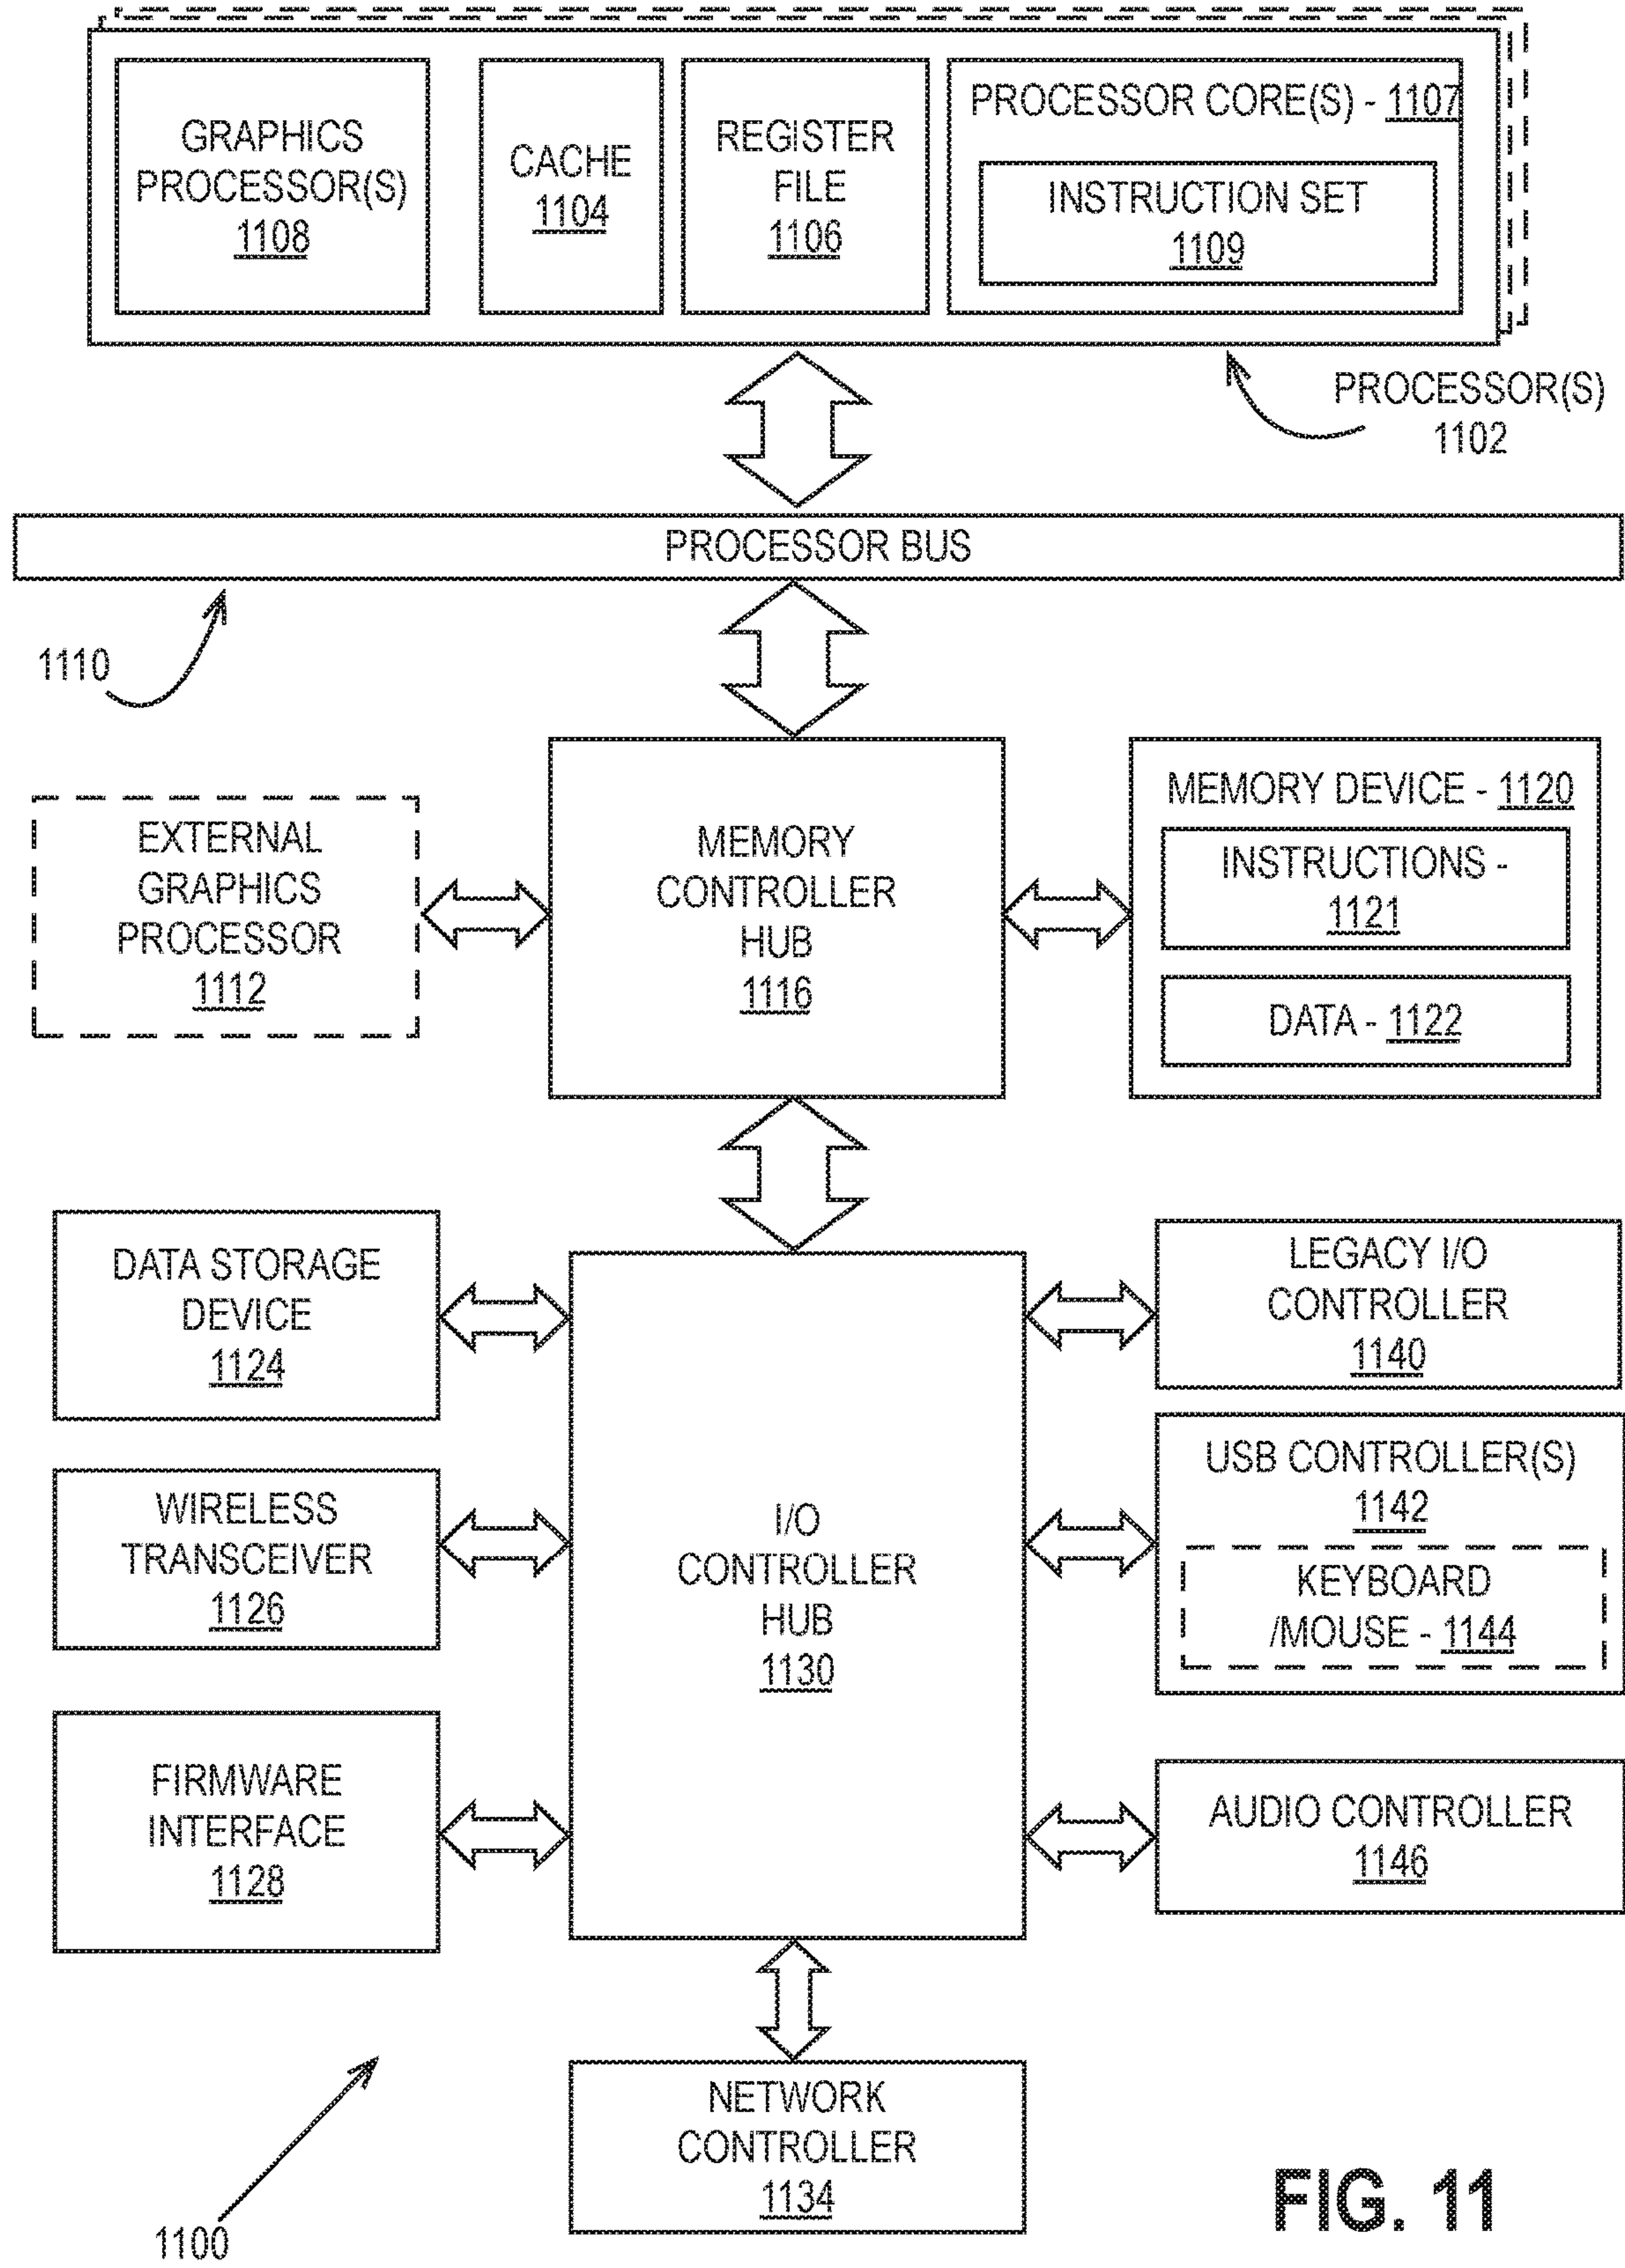 GRAPHICS
PROCESSOR(S)
1108
CACHE
1104
REGISTER
FILE
1106
PROCESSOR CORE(S) - 1107
INSTRUCTION SET
1109
PROCESSOR(S)
1102
PROCESSOR BUS
1110
EXTERNAL
GRAPHICS
PROCESSOR
1112
MEMORY
CONTROLLER
HUB
1116
MEMORY DEVICE - 1120
INSTRUCTIONS -
1121
DATA - 1122
DATA STORAGE
DEVICE
1124
LEGACY I/O
CONTROLLER
1140
WIRELESS
TRANSCEIVER
1126
I/O
CONTROLLER
HUB
1130
USB CONTROLLER(S)
1142
KEYBOARD
/MOUSE - 1144
FIRMWARE
INTERFACE
1128
AUDIO CONTROLLER
1146
NETWORK
CONTROLLER
1134
1100
FIG. 11